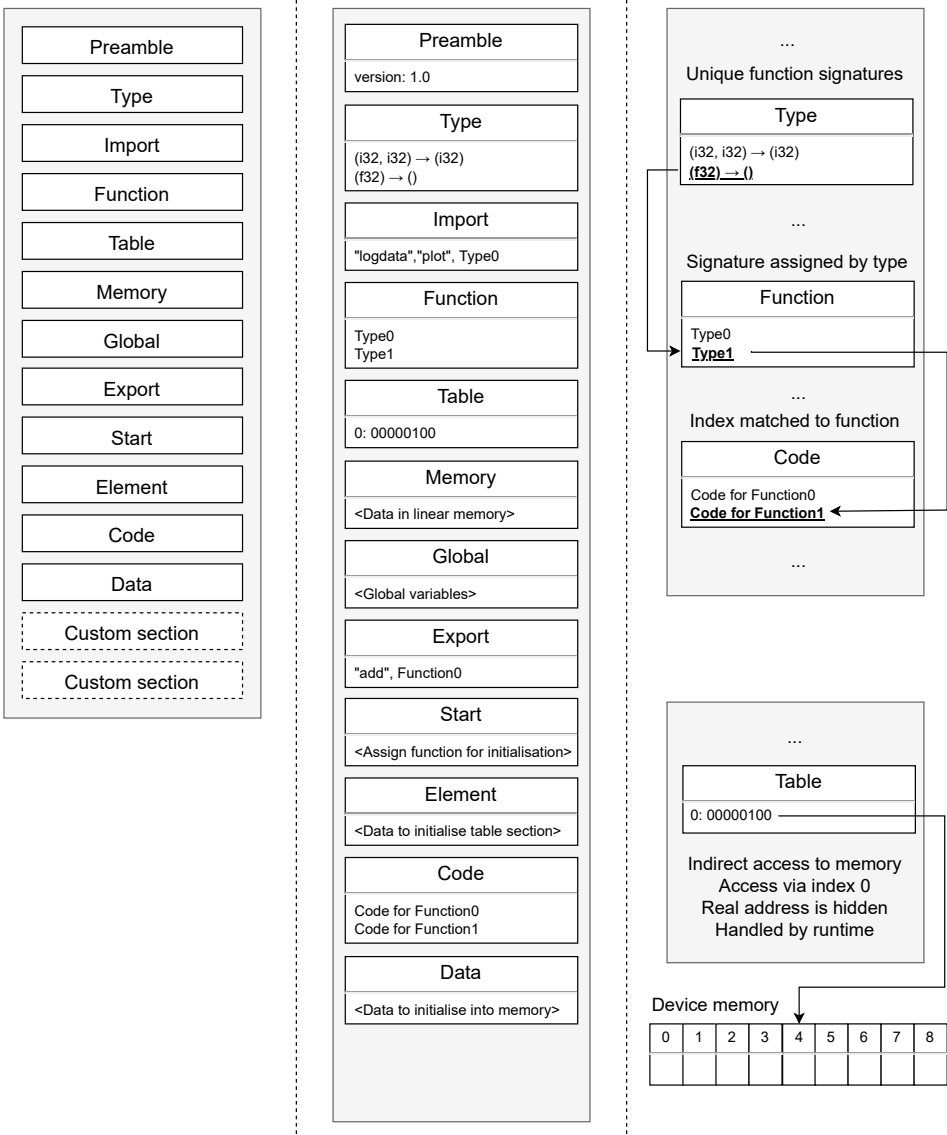 Preamble
Type
Import
Function
Table
Memory
Global
Export
Start
Element
Code
Data
Custom section
Custom section
Preamble
version: 1.0
Type
(i32, i32) → (i32)
(f32) → ()
Import
"logdata","plot", Type0
Function
Type0
Type1
Table
0: 00000100
Memory
<Data in linear memory>
Global
<Global variables>
Export
"add", Function0
Start
<Assign function for initialisation>
Element
<Data to initialise table section>
Code
Code for Function0
Code for Function1
Data
<Data to initialise into memory>
...
Unique function signatures
Type
(i32, i32) → (i32)
(f32) → ()
...
Signature assigned by type
Function
Type0
Type1
...
Index matched to function
Code
Code for Function0
Code for Function1
...
...
Table
0: 00000100
Indirect access to memory
Access via index 0
Real address is hidden
Handled by runtime
Device memory
0 1 2 3 4 5 6 7 8